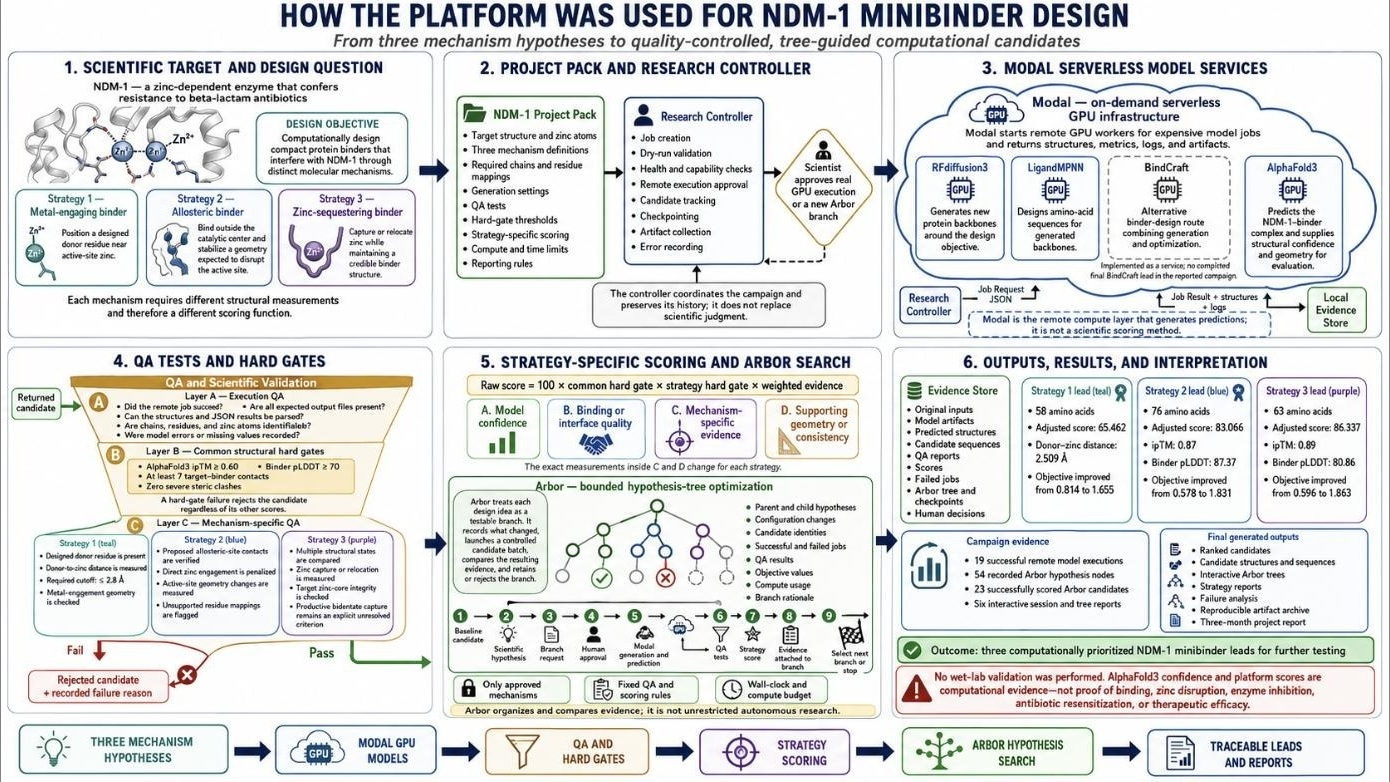 HOW THE PLATFORM WAS USED FOR NDM-1 MINIBINDER DESIGN
From three mechanism hypotheses to quality-controlled, tree-guided computational candidates
1. SCIENTIFIC TARGET AND DESIGN QUESTION
NDM-1 — a zinc-dependent enzyme that confers
resistance to beta-lactam antibiotics
Zn²⁺
Zn²⁺
Zn²⁺
DESIGN OBJECTIVE
Computationally design
compact protein binders that
interfere with NDM-1 through
distinct molecular mechanisms.
Strategy 1 —
Metal-engaging binder
Zn²⁺
Zn²⁺
Position a designed
donor residue near
active-site zinc.
Strategy 2 —
Allosteric binder
Bind outside the
catalytic center and
stabilize a geometry
expected to disrupt
the active site.
Strategy 3 —
Zinc-sequestering binder
Zn²⁺
Capture or relocate
zinc while
maintaining a
credible binder
structure.
Each mechanism requires different structural measurements
and therefore a different scoring function.
2. PROJECT PACK AND RESEARCH CONTROLLER
NDM-1 Project Pack
• Target structure and zinc atoms
• Three mechanism definitions
• Required chains and residue
mappings
• Generation settings
• QA tests
• Hard-gate thresholds
• Strategy-specific scoring
• Compute and time limits
• Reporting rules
Research Controller
• Job creation
• Dry-run validation
• Health and capability checks
• Remote execution approval
• Candidate tracking
• Checkpointing
• Artifact collection
• Error recording
Scientist
approves real
GPU execution
or a new Arbor
branch
The controller coordinates the campaign and
preserves its history; it does not replace
scientific judgment.
3. MODAL SERVERLESS MODEL SERVICES
GPU
Modal — on-demand serverless
GPU infrastructure
Modal starts remote GPU workers for expensive model jobs
and returns structures, metrics, logs, and artifacts.
RFdiffusion3
GPU
Generates new
protein backbones
around the design
objective.
LigandMPNN
GPU
Designs amino-acid
sequences for
generated
backbones.
BindCraft
GPU
Alternative
binder-design route
combining generation
and optimization.
Implemented as a service; no completed
final BindCraft lead in the reported campaign.
AlphaFold3
GPU
Predicts the
NDM-1–binder
complex and supplies
structural confidence
and geometry for
evaluation.
Research
Controller
Job Request
JSON
Job Result + structures
+ logs
Local
Evidence
Store
Modal is the remote compute layer that generates predictions;
it is not a scientific scoring method.
4. QA TESTS AND HARD GATES
Returned
candidate
QA and Scientific Validation
A
Layer A — Execution QA
• Did the remote job succeed? • Are all expected output files present?
• Can the structures and JSON results be parsed?
• Are chains, residues, and zinc atoms identifiable?
• Were model errors or missing values recorded?
B
Layer B — Common structural hard gates
• AlphaFold3 ipTM ≥ 0.60 • Binder pLDDT ≥ 70
• At least 7 target–binder contacts
• Zero severe steric clashes
A hard-gate failure rejects the candidate
regardless of its other scores.
C
Layer C — Mechanism-specific QA
Strategy 1 (teal)
• Designed donor residue is present
• Donor-to-zinc distance is measured
• Required cutoff: ≤ 2.8 Å
• Metal-engagement geometry
is checked
Strategy 2 (blue)
• Proposed allosteric-site contacts
are verified
• Direct zinc engagement is penalized
• Active-site geometry changes are
measured
• Unsupported residue mappings
are flagged
Strategy 3 (purple)
• Multiple structural states
are compared
• Zinc capture or relocation
is measured
• Target zinc-core integrity
is checked
• Productive bidentate capture
remains an explicit unresolved
criterion
Fail
Pass
Rejected candidate
+ recorded failure reason
5. STRATEGY-SPECIFIC SCORING AND ARBOR SEARCH
Raw score = 100 × common hard gate × strategy hard gate × weighted evidence
A. Model
confidence
B. Binding or
interface quality
C. Mechanism-
specific
evidence
D. Supporting
geometry or
consistency
The exact measurements inside C and D change for each strategy.
Arbor — bounded hypothesis-tree optimization
Arbor treats each
design idea as a
testable branch. It
records what changed,
launches a controlled
candidate batch,
compares the resulting
evidence, and retains
or rejects the branch.
• Parent and child hypotheses
• Configuration changes
• Candidate identities
• Successful and failed jobs
• QA results
• Objective values
• Compute usage
• Branch rationale
1 2 3 4 5 6 7 8 9
Baseline
candidate
Scientific
hypothesis
Branch
request
Human
approval
Modal
generation and
prediction
QA
tests
Strategy
score
Evidence
attached to
branch
Select next
branch or
stop
Only approved
mechanisms
Fixed QA and
scoring rules
Wall-clock and
compute budget
Arbor organizes and compares evidence; it is not unrestricted autonomous research.
6. OUTPUTS, RESULTS, AND INTERPRETATION
Evidence Store
• Original inputs
• Model artifacts
• Predicted structures
• Candidate sequences
• QA reports
• Scores
• Failed jobs
• Arbor tree and
checkpoints
• Human decisions
Strategy 1 lead (teal)
• 58 amino acids
• Adjusted score: 65.462
• Donor–zinc distance:
2.509 Å
• Objective improved
from 0.814 to 1.655
Strategy 2 lead (blue)
• 76 amino acids
• Adjusted score: 83.066
• ipTM: 0.87
• Binder pLDDT: 87.37
• Objective improved
from 0.578 to 1.831
Strategy 3 lead (purple)
• 63 amino acids
• Adjusted score: 86.337
• ipTM: 0.89
• Binder pLDDT: 80.86
• Objective improved
from 0.596 to 1.863
Campaign evidence
• 19 successful remote model executions
• 54 recorded Arbor hypothesis nodes
• 23 successfully scored Arbor candidates
• Six interactive session and tree reports
Final generated outputs
• Ranked candidates
• Candidate structures and sequences
• Interactive Arbor trees
• Strategy reports
• Failure analysis
• Reproducible artifact archive
• Three-month project report
Outcome: three computationally prioritized NDM-1 minibinder leads for further testing
No wet-lab validation was performed. AlphaFold3 confidence and platform scores are
computational evidence—not proof of binding, zinc disruption, enzyme inhibition,
antibiotic resensitization, or therapeutic efficacy.
THREE MECHANISM
HYPOTHESES
GPU
MODAL GPU
MODELS
QA AND
HARD GATES
STRATEGY
SCORING
ARBOR HYPOTHESIS
SEARCH
TRACEABLE LEADS
AND REPORTS